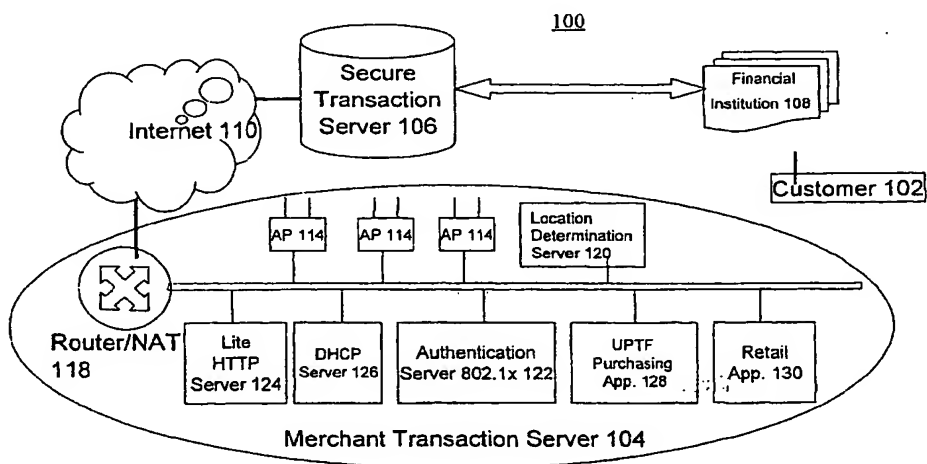 100
Secure
Transaction
Server 106
Financial
Institution 108
Internet 110
Customer 102
AP 114
AP 114
AP 114
Location
Determination
Server 120
Router/NAT
118
Lite
HTTP
Server 124
DHCP
Server 126
Authentication
Server 802.1x 122
UPTF
Purchasing
App. 128
Retail
App. 130
Merchant Transaction Server 104